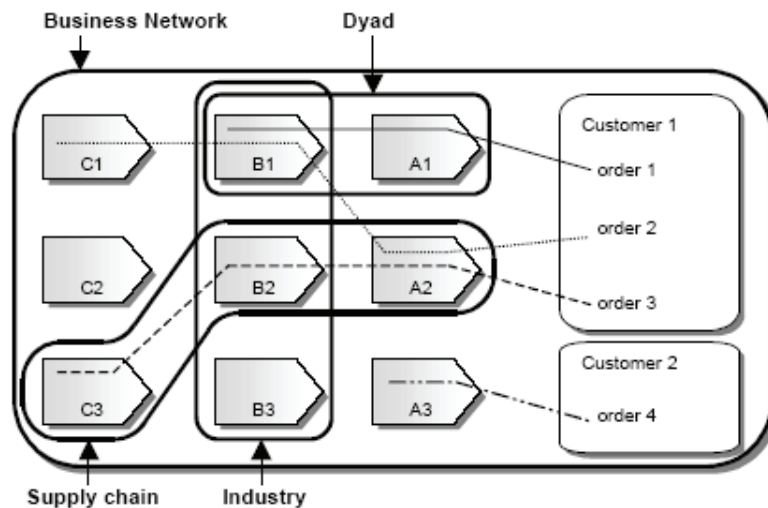 Business Network
Dyad
C1
B1
A1
Customer 1
order 1
order 2
order 3
C2
B2
A2
C3
B3
A3
Customer 2
order 4
Supply chain
Industry